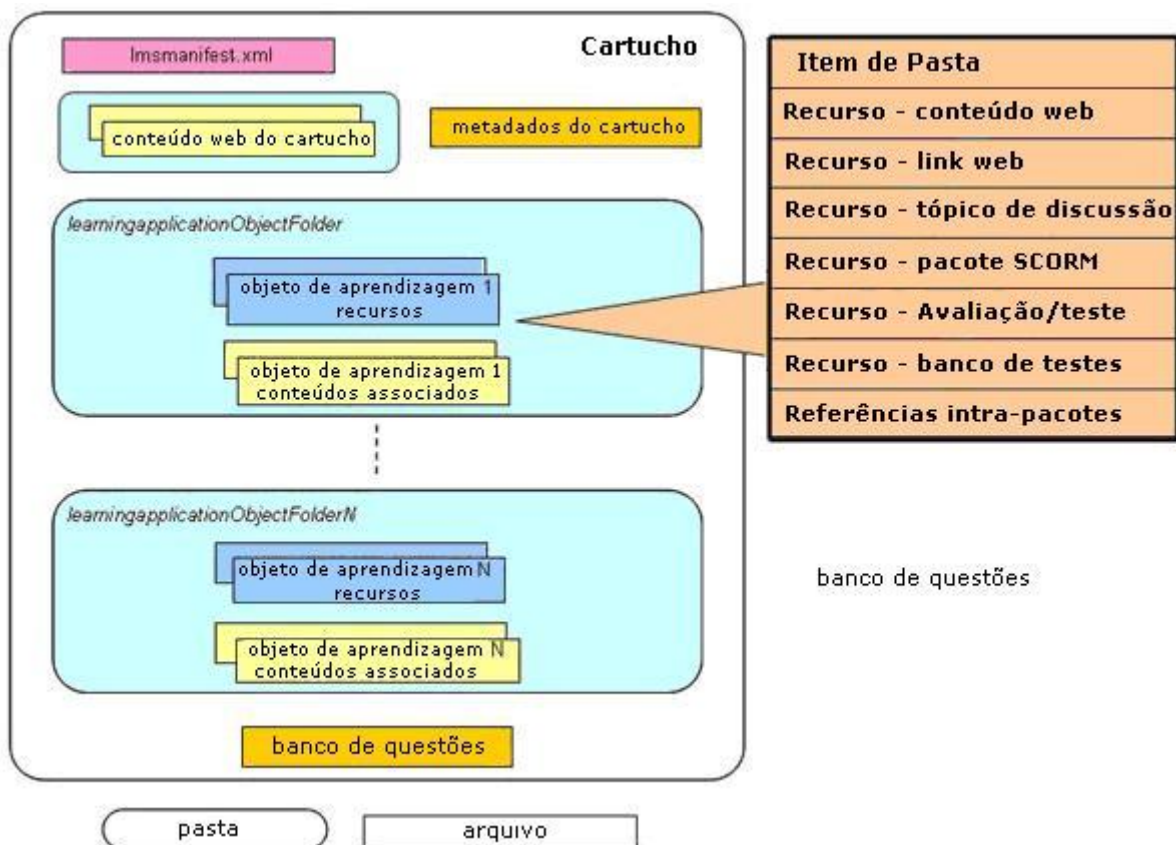 Cartucho
lmsmanifest.xml
conteúdo web do cartucho
metadados do cartucho
learningapplicationObjectFolder
objeto de aprendizagem 1
recursos
objeto de aprendizagem 1
conteúdos associados
learningapplicationObjectFolderN
objeto de aprendizagem N
recursos
objeto de aprendizagem N
conteúdos associados
banco de questões
pasta
arquivo
Item de Pasta
Recurso - conteúdo web
Recurso - link web
Recurso - tópico de discussão
Recurso - pacote SCORM
Recurso - Avaliação/teste
Recurso - banco de testes
Referências intra-pacotes
banco de questões